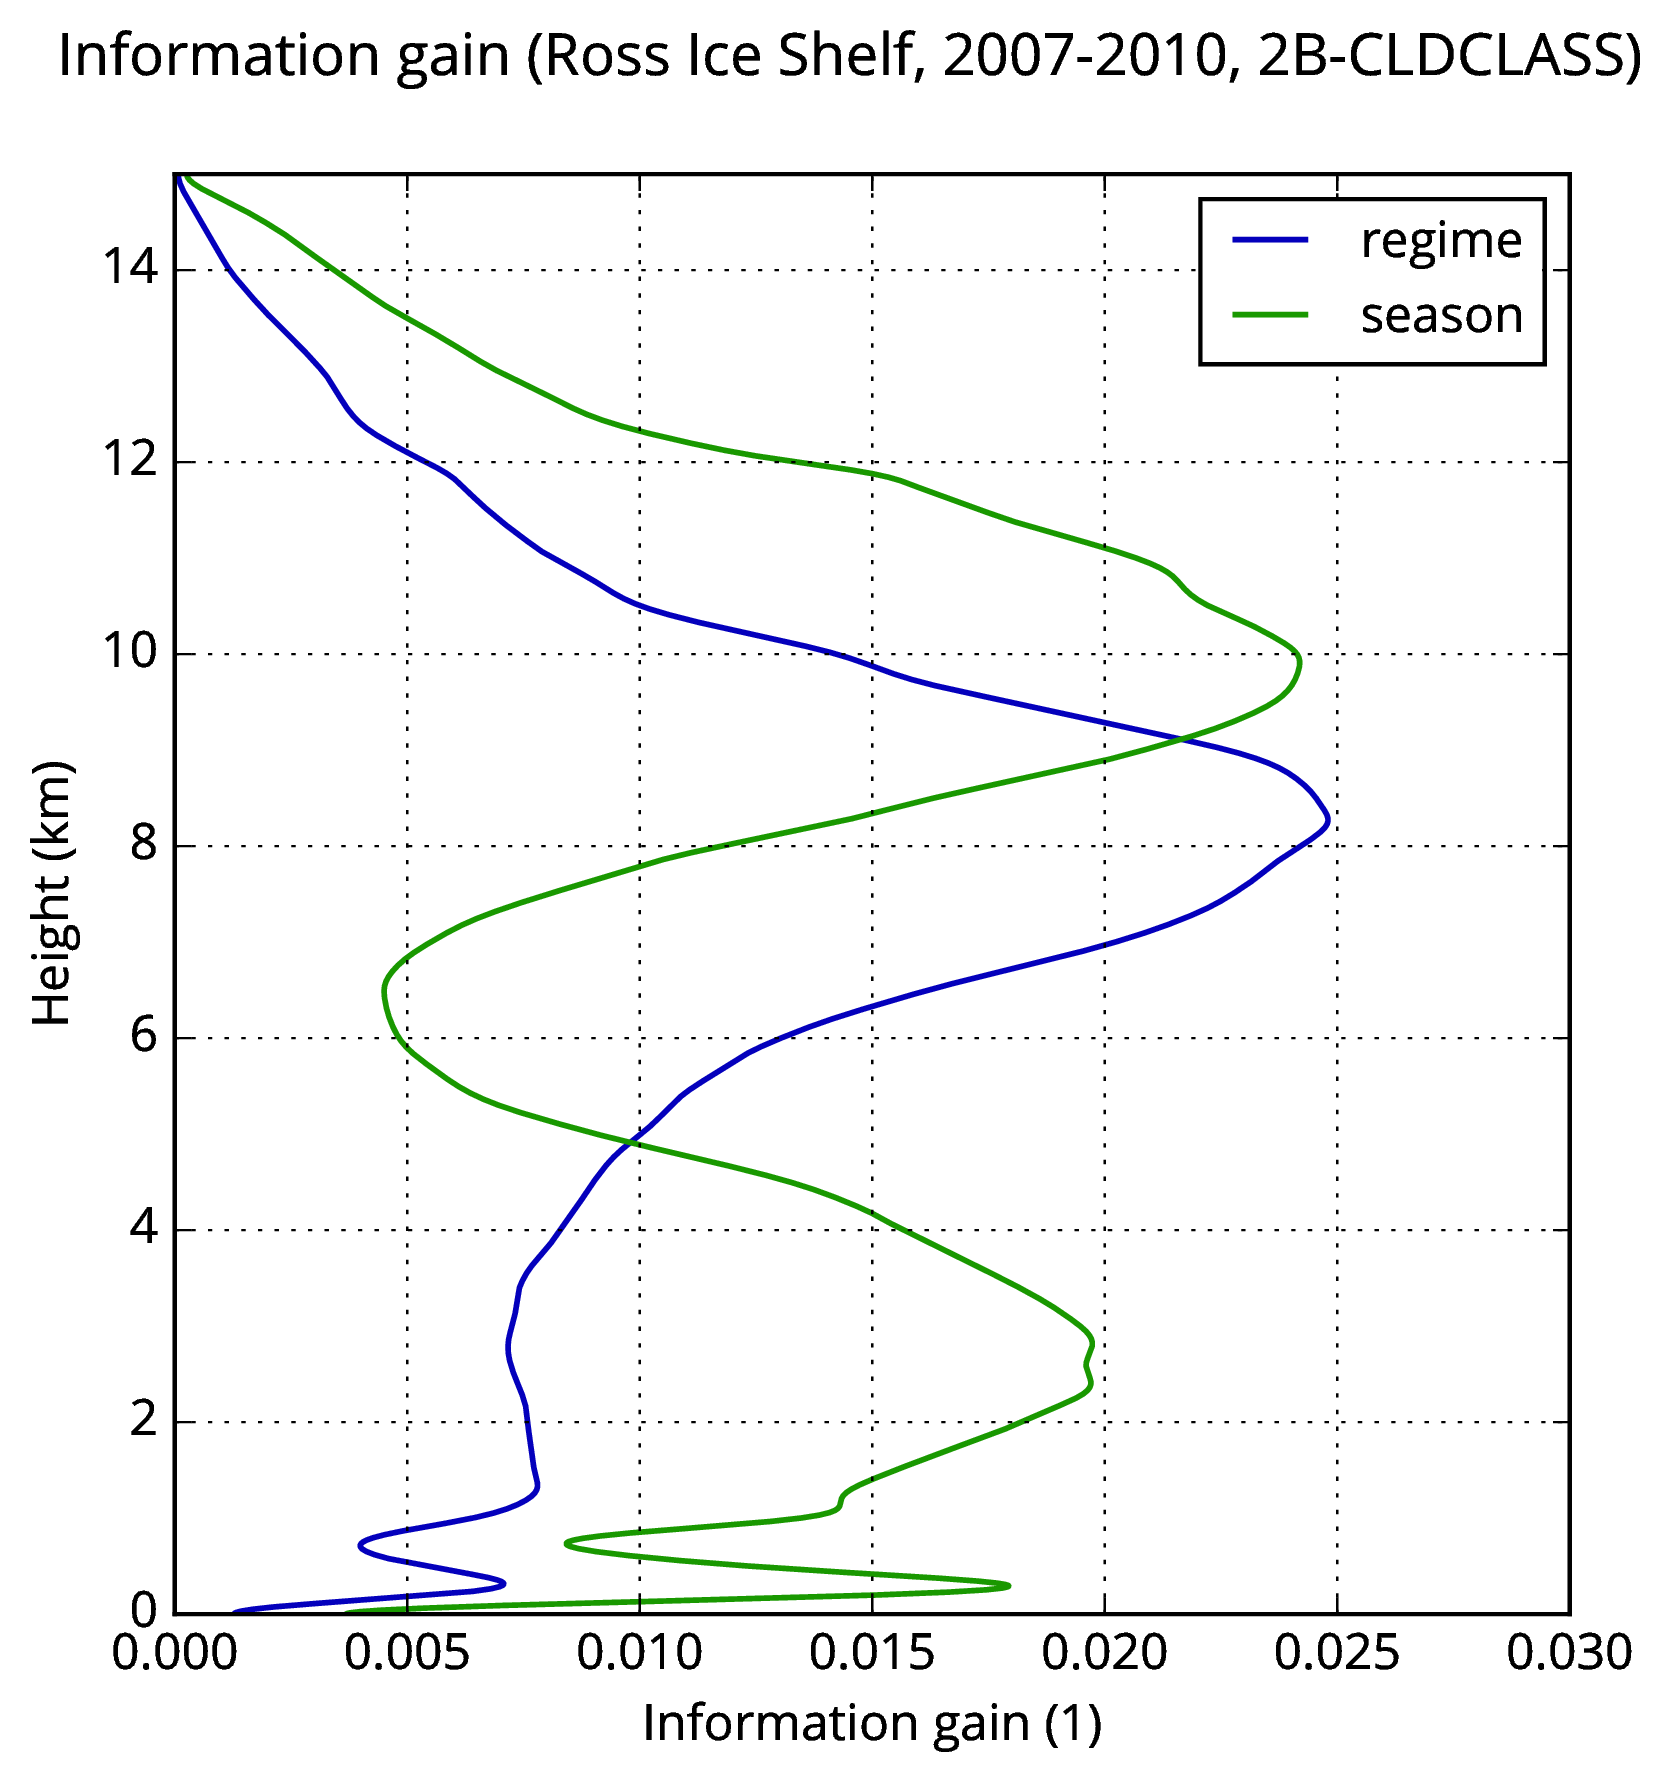 Information gain (Ross Ice Shelf, 2007-2010, 2B-CLDCLASS)
regime
season
14
12
10
8
6
4
2
0
Height (km)
0.000 0.005 0.010 0.015 0.020 0.025 0.030
Information gain (1)